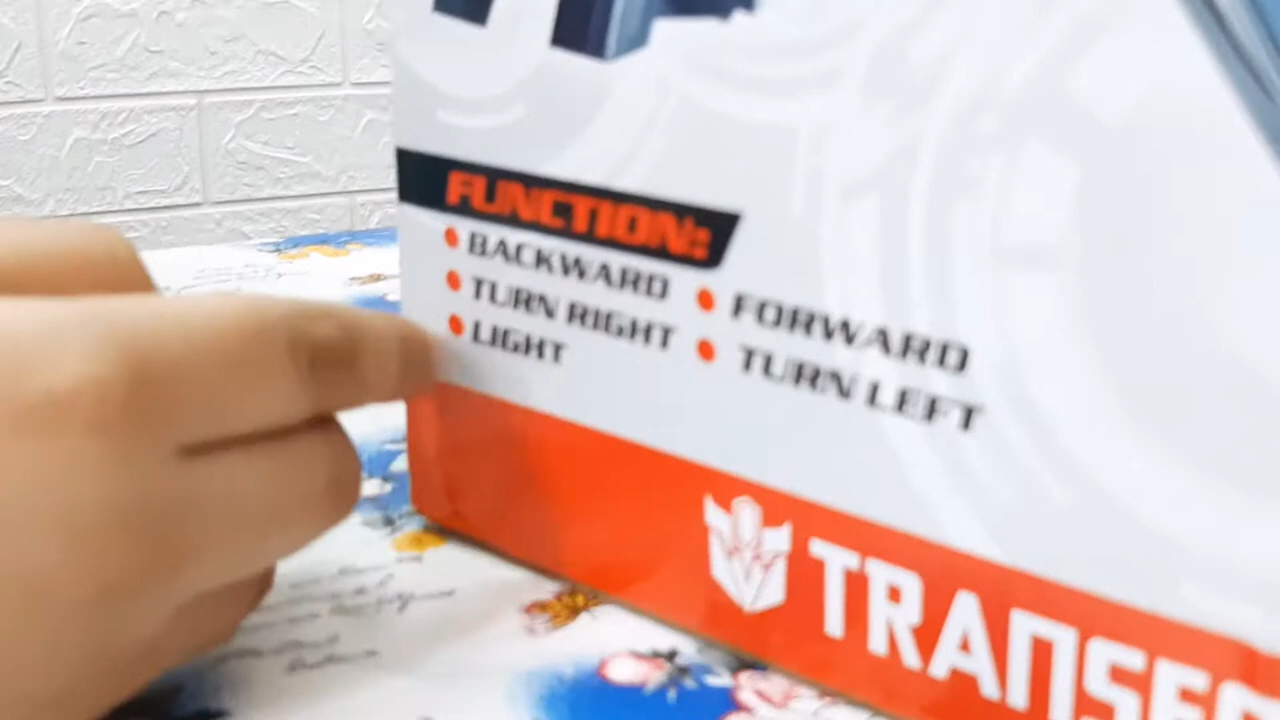 FUNCTION:
BACKWARD
TURN RIGHT
LIGHT
FORWARD
TURN LEFT
TRANSF